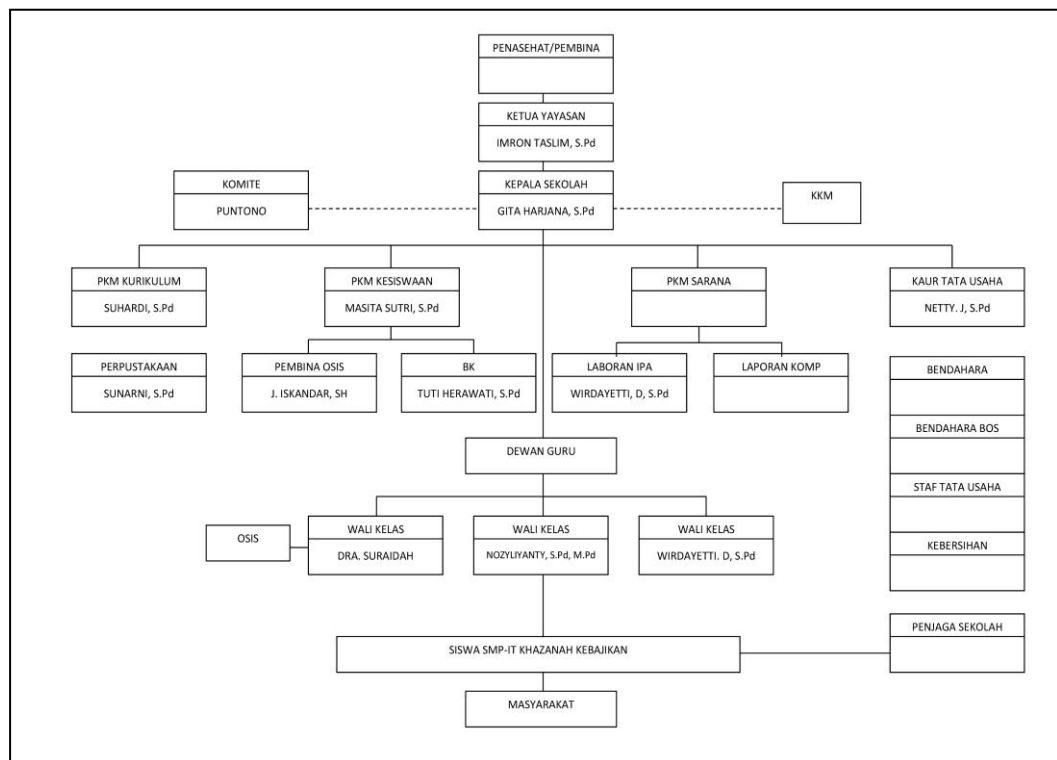 PENASEHAT/PEMBINA
KETUA YAYASAN
IMRON TASLIM, S.Pd
KOMITE
PUNTONO
KEPALA SEKOLAH
GITA HARJANA, S.Pd
KKM
PKM KURIKULUM
SUHARDI, S.Pd
PKM KESISWAAN
MASITA SUTRI, S.Pd
PKM SARANA
KAUR TATA USAHA
NETTY. J, S.Pd
PERPUSTAKAAN
SUNARNI, S.Pd
PEMBINA OSIS
J. ISKANDAR, SH
BK
TUTI HERAWATI, S.Pd
LABORAN IPA
WIRDAYETTI, D, S.Pd
LAPORAN KOMP
BENDAHARA
BENDAHARA BOS
STAF TATA USAHA
KEBERSIHAN
DEWAN GURU
OSIS
WALI KELAS
DRA. SURAIDAH
WALI KELAS
NOZYLIYANTY, S.Pd, M.Pd
WALI KELAS
WIRDAYETTI. D, S.Pd
PENJAGA SEKOLAH
SISWA SMP-IT KHAZANAH KEBAJIKAN
MASYARAKAT